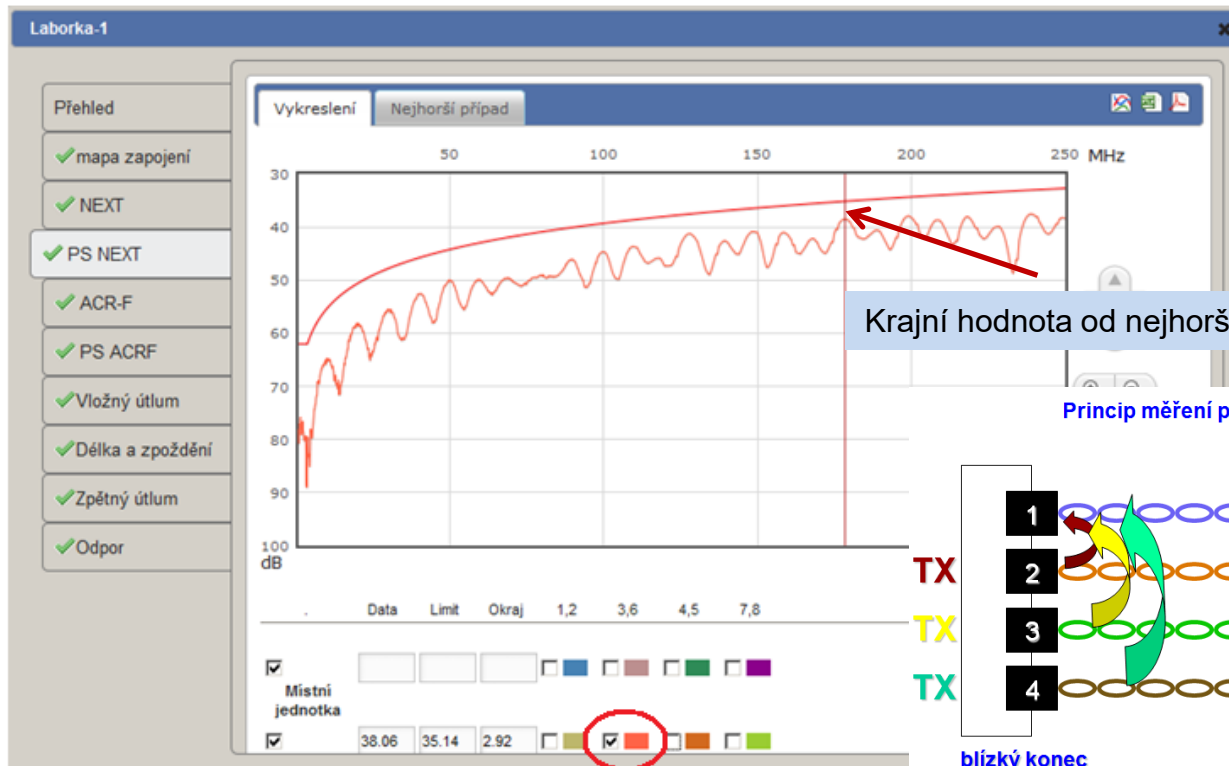 Laborka-1
Přehled
mapa zapojení
NEXT
PS NEXT
ACR-F
PS ACRF
Vložný útlum
Délka a zpoždění
Zpětný útlum
Odpor
Vykreslení Nejhorší případ
50 100 150 200 250 MHz
30
40
50
60
70
80
90
100
dB
Krajní hodnota od nejhorš
. Data Limit Okraj 1,2 3,6 4,5 7,8
Místní
jednotka
38.06 35.14 2.92
Princip měření p
1
TX 2
TX 3
TX 4
blízký konec